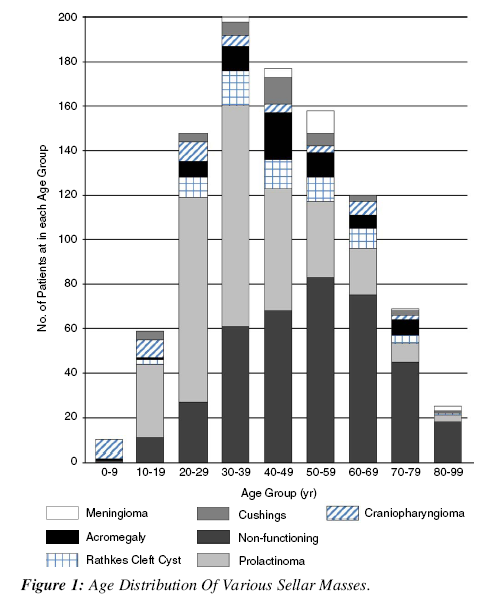 200
180
160
140
120
100
80
60
40
20
0
No. of Patients at in each Age Group
0-9 10-19 20-29 30-39 40-49 50-59 60-69 70-79 80-99
Age Group (yr)
Meningioma Cushings Craniopharyngioma
Acromegaly Non-functioning
Rathkes Cleft Cyst Prolactinoma
Figure 1: Age Distribution Of Various Sellar Masses.